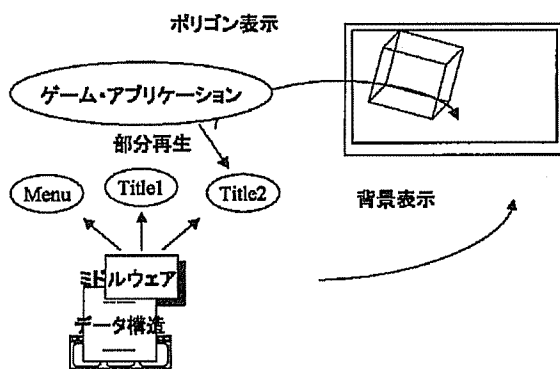 ポリゴン表示
ゲーム・アプリケーション
部分再生
Menu
Title1
Title2
背景表示
ミドルウェア
データ構造